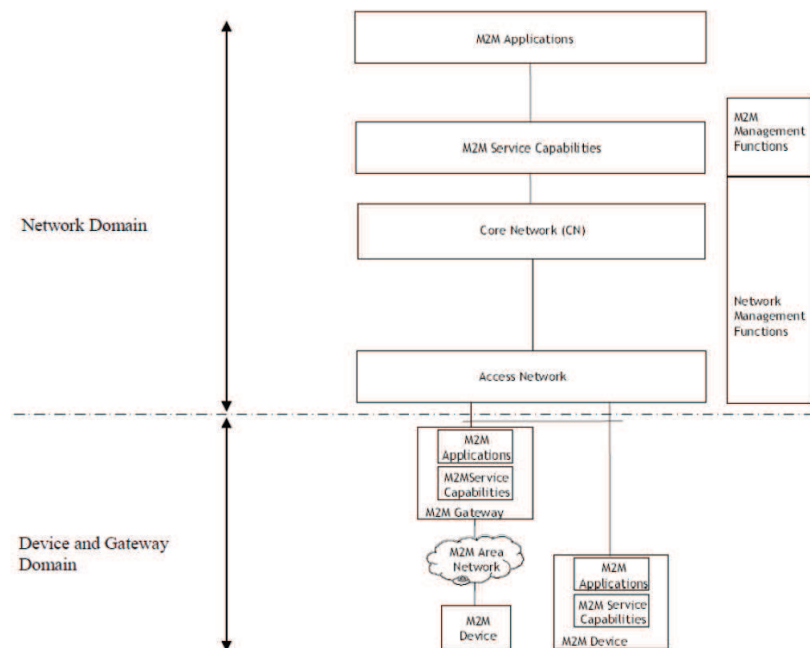 M2M Applications
M2M
Management
Functions
M2M Service Capabilities
Network Domain
Core Network (CN)
Network
Management
Functions
Access Network
M2M
Applications
M2MService
Capabilities
M2M Gateway
Device and Gateway
Domain
M2M Area
Network
M2M
Device
M2M
Applications
M2M Service
Capabilities
M2M Device